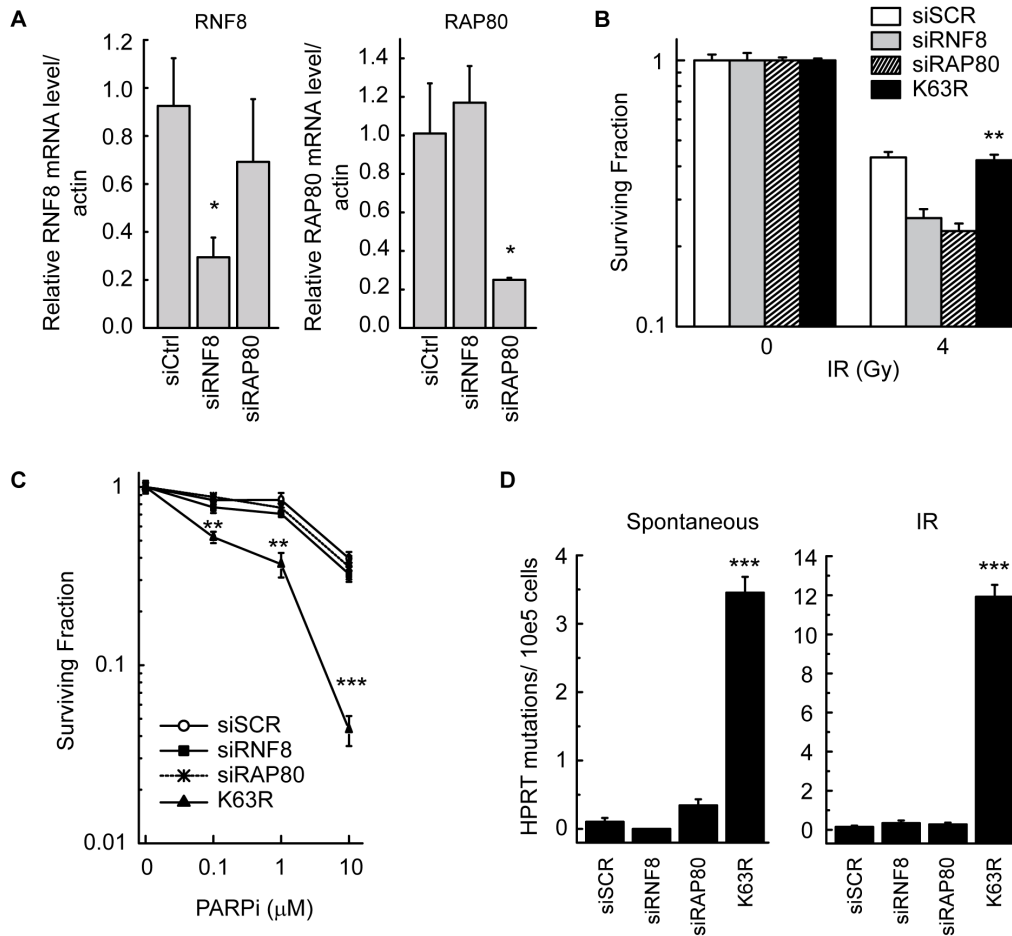 A
RNF8
Relative RNF8 mRNA level/
actin
1.2
1.0
0.8
0.6
0.4
0.2
0.0
*
siCtrl
siRNF8
siRAP80
RAP80
Relative RAP80 mRNA level/
actin
1.4
1.2
1.0
0.8
0.6
0.4
0.2
0.0
*
siCtrl
siRNF8
siRAP80
B
siSCR
siRNF8
siRAP80
K63R
Surviving Fraction
1
0.1
**
0
4
IR (Gy)
C
Surviving Fraction
1
0.1
0.01
**
**
***
siSCR
siRNF8
siRAP80
K63R
0
0.1
1
10
PARPi (μM)
D
Spontaneous
HPRT mutations/ 10e5 cells
4
3
2
1
0
***
siSCR
siRNF8
siRAP80
K63R
IR
14
12
10
8
6
4
2
0
***
siSCR
siRNF8
siRAP80
K63R